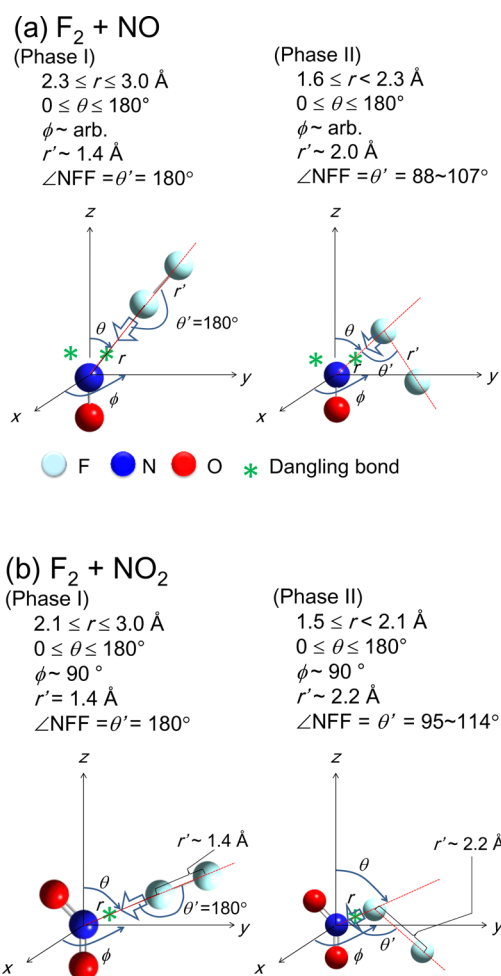 (a) F₂ + NO
(Phase I)
2.3 ≤ r ≤ 3.0 Å
0 ≤ θ ≤ 180°
ϕ~ arb.
r’~ 1.4 Å
∠NFF =θ’= 180°
(Phase II)
1.6 ≤ r< 2.3 Å
0 ≤ θ ≤ 180°
ϕ~ arb.
r’~ 2.0 Å
∠NFF =θ’ = 88~107°
z
θ
r’
θ’=180°
r
ϕ
x
y
* *
z
θ
r’
r
θ’
ϕ
x
y
* *
F N O * Dangling bond
(b) F₂ + NO₂
(Phase I)
2.1 ≤ r ≤ 3.0 Å
0 ≤ θ ≤ 180°
ϕ~ 90 °
r’= 1.4 Å
∠NFF =θ’= 180°
(Phase II)
1.5 ≤ r< 2.1 Å
0 ≤ θ ≤ 180°
ϕ~ 90 °
r’~ 2.2 Å
∠NFF = θ’ = 95~114°
z
r’~ 1.4 Å
θ
r
*
θ’=180°
ϕ
x
y
z
r’~ 2.2 Å
θ
r
*
θ’
ϕ
x
y